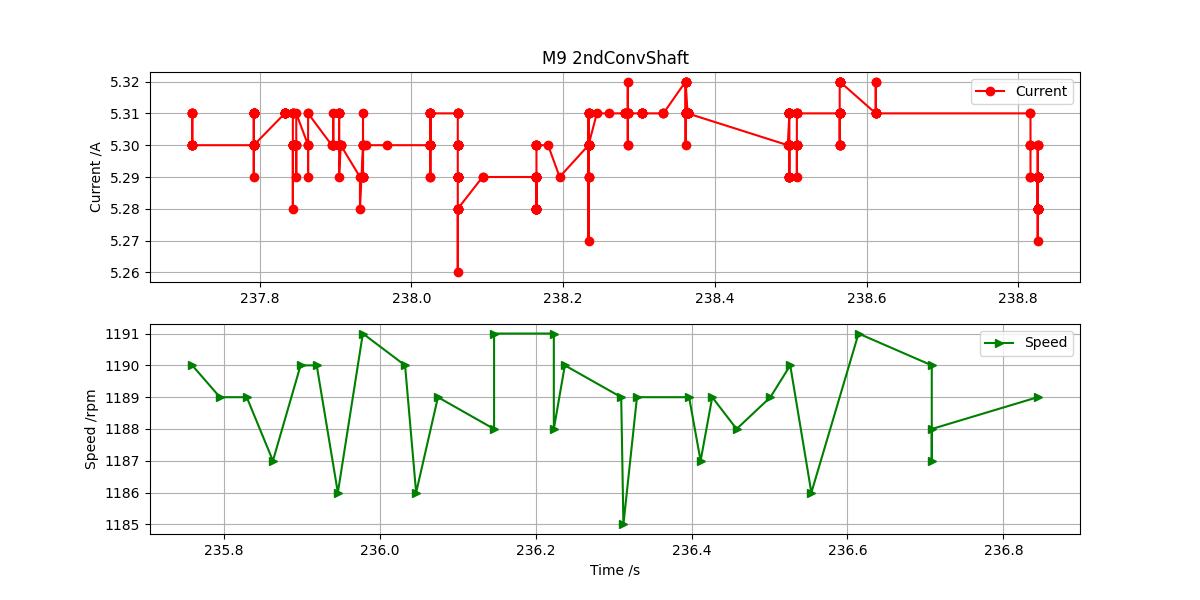 M9 2ndConvShaft
Current /A
5.32
5.31
5.30
5.29
5.28
5.27
5.26
Current
237.8 238.0 238.2 238.4 238.6 238.8
Speed /rpm
1191
1190
1189
1188
1187
1186
1185
Speed
235.8 236.0 236.2 236.4 236.6 236.8
Time /s